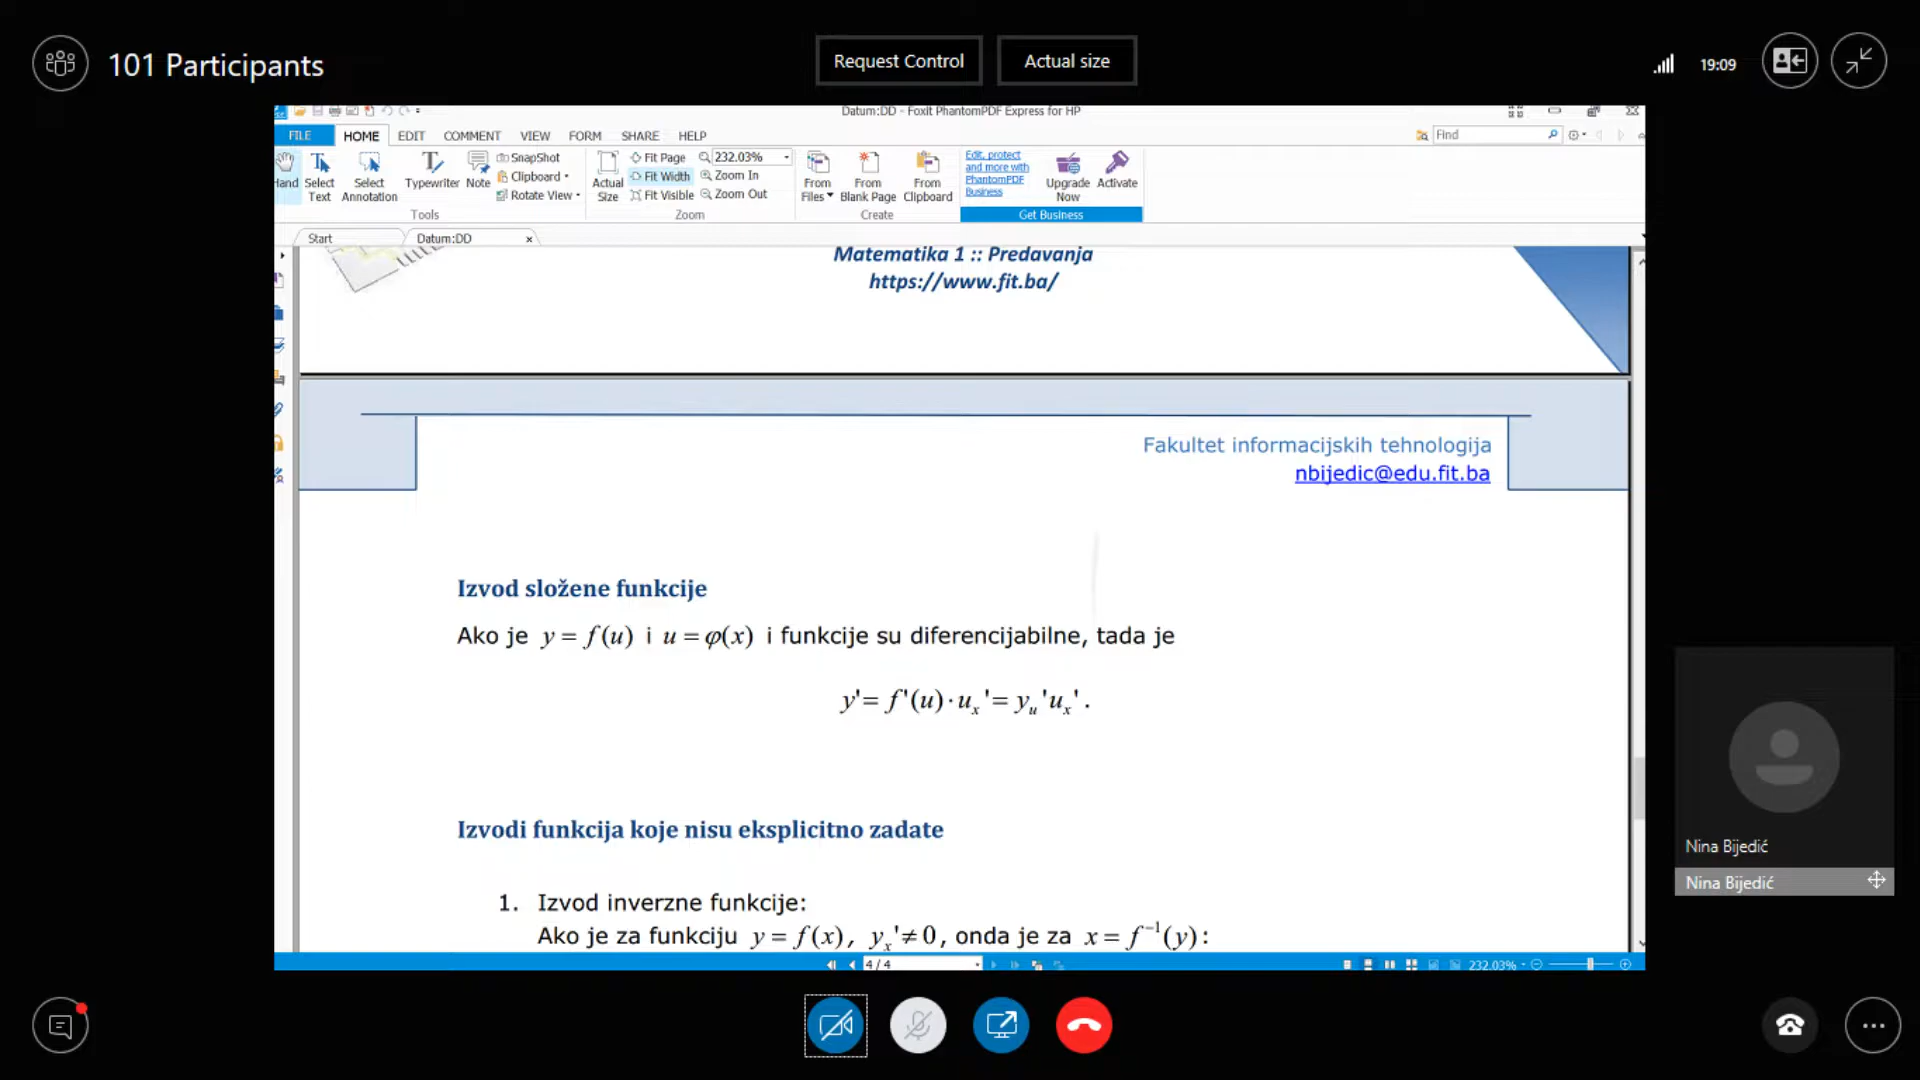 101 Participants
Request Control
Actual size
19:09
Datum:DD - Foxit PhantomPDF Express for HP
FILE HOME EDIT COMMENT VIEW FORM SHARE HELP
Find
Hand
Select Text
Select Annotation
Typewriter
Note
SnapShot
Clipboard
Rotate View
Tools
Actual Size
Fit Page
Fit Width
Fit Visible
232.03%
Zoom In
Zoom Out
Zoom
From Files
From Blank Page
From Clipboard
Create
Edit, protect
and more with
PhantomPDF
Business
Upgrade Now
Activate
Get Business
Start
Datum:DD
Matematika 1 :: Predavanja
https://www.fit.ba/
Fakultet informacijskih tehnologija
nbijedic@edu.fit.ba
Izvod složene funkcije
Ako je y = f(u) i u = φ(x) i funkcije su diferencijabilne, tada je
y' = f'(u) · uₓ' = yᵤ'uₓ'.
Izvodi funkcija koje nisu eksplicitno zadate
1. Izvod inverzne funkcije:
Ako je za funkciju y = f(x), yₓ' ≠ 0, onda je za x = f⁻¹(y):
4 / 4
232.03%
Nina Bijedić
Nina Bijedić